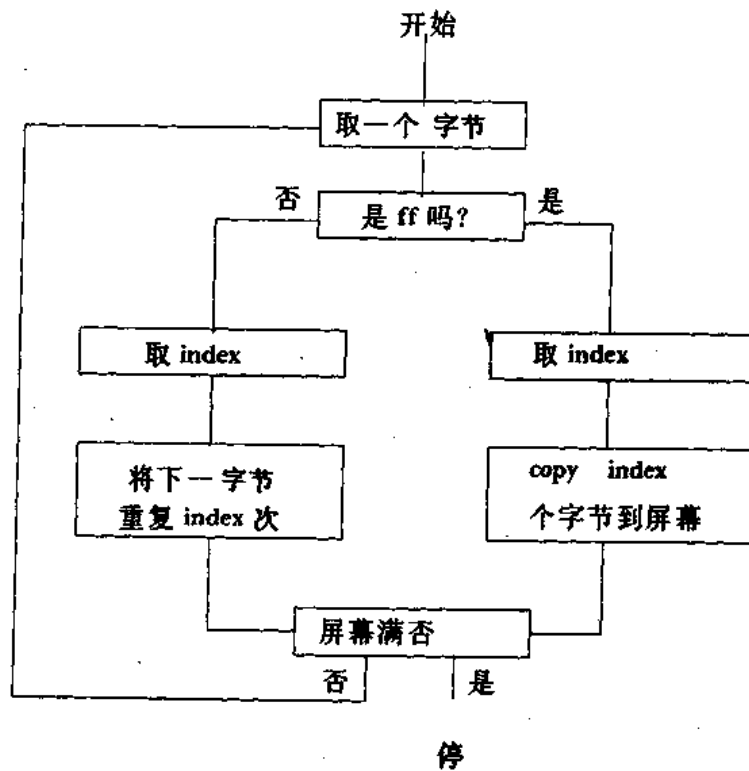 开始
取一个 字节
否
是
是 ff 吗?
取 index
取 index
将下一字节
重复 index 次
copy index
个字节到屏幕
屏幕满否
否
是
停